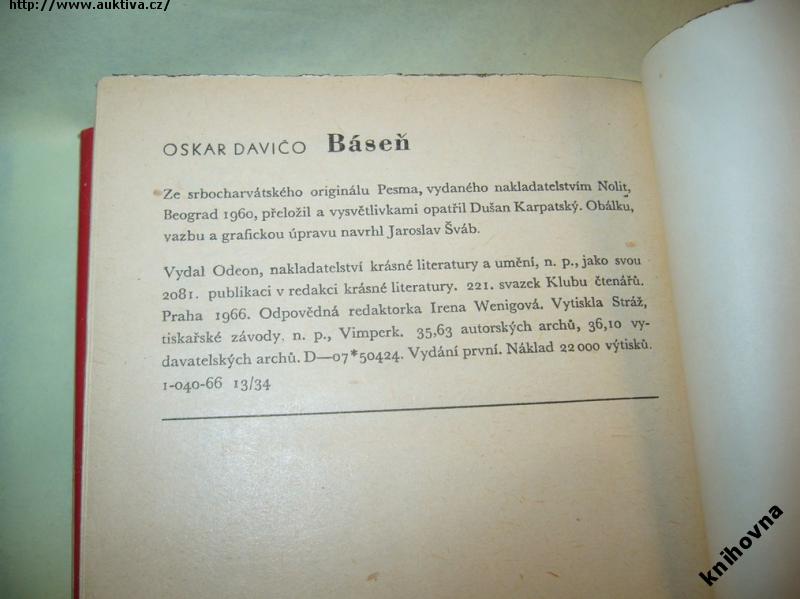 http://www.auktiva.cz/
OSKAR DAVIČO Báseň
Ze srbocharvátského originálu Pesma, vydaného nakladatelstvím Nolit,
Beograd 1960, přeložil a vysvětlivkami opatřil Dušan Karpatský. Obálku,
vazbu a grafickou úpravu navrhl Jaroslav Šváb.
Vydal Odeon, nakladatelství krásné literatury a umění, n. p., jako svou
2081. publikaci v redakci krásné literatury. 221. svazek Klubu čtenářů.
Praha 1966. Odpovědná redaktorka Irena Wenigová. Vytiskla Stráž,
tiskařské závody, n. p., Vimperk. 35,63 autorských archů, 36,10 vy-
davatelských archů. D—07*50424. Vydání první. Náklad 22 000 výtisků.
1-040-66 13/34
knihovna